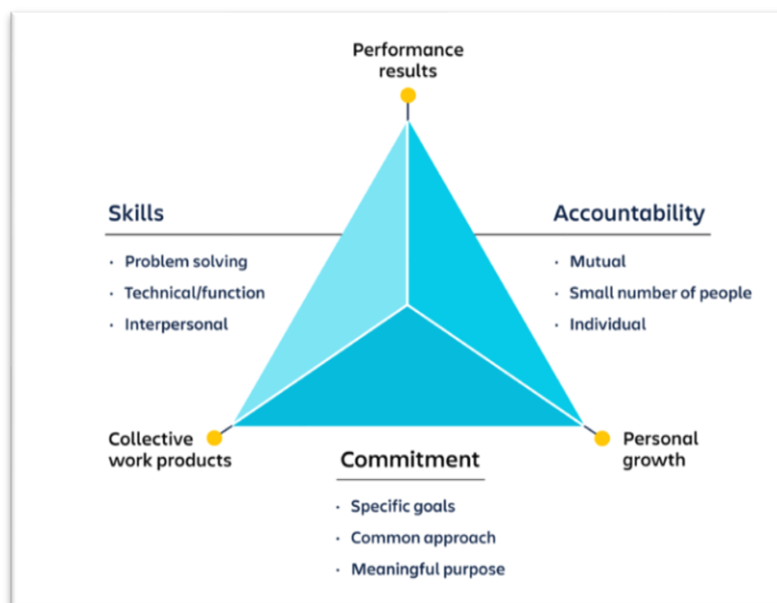 Performance
results
Skills
· Problem solving
· Technical/function
· Interpersonal
Accountability
· Mutual
· Small number of people
· Individual
Collective
work products
Commitment
· Specific goals
· Common approach
· Meaningful purpose
Personal
growth